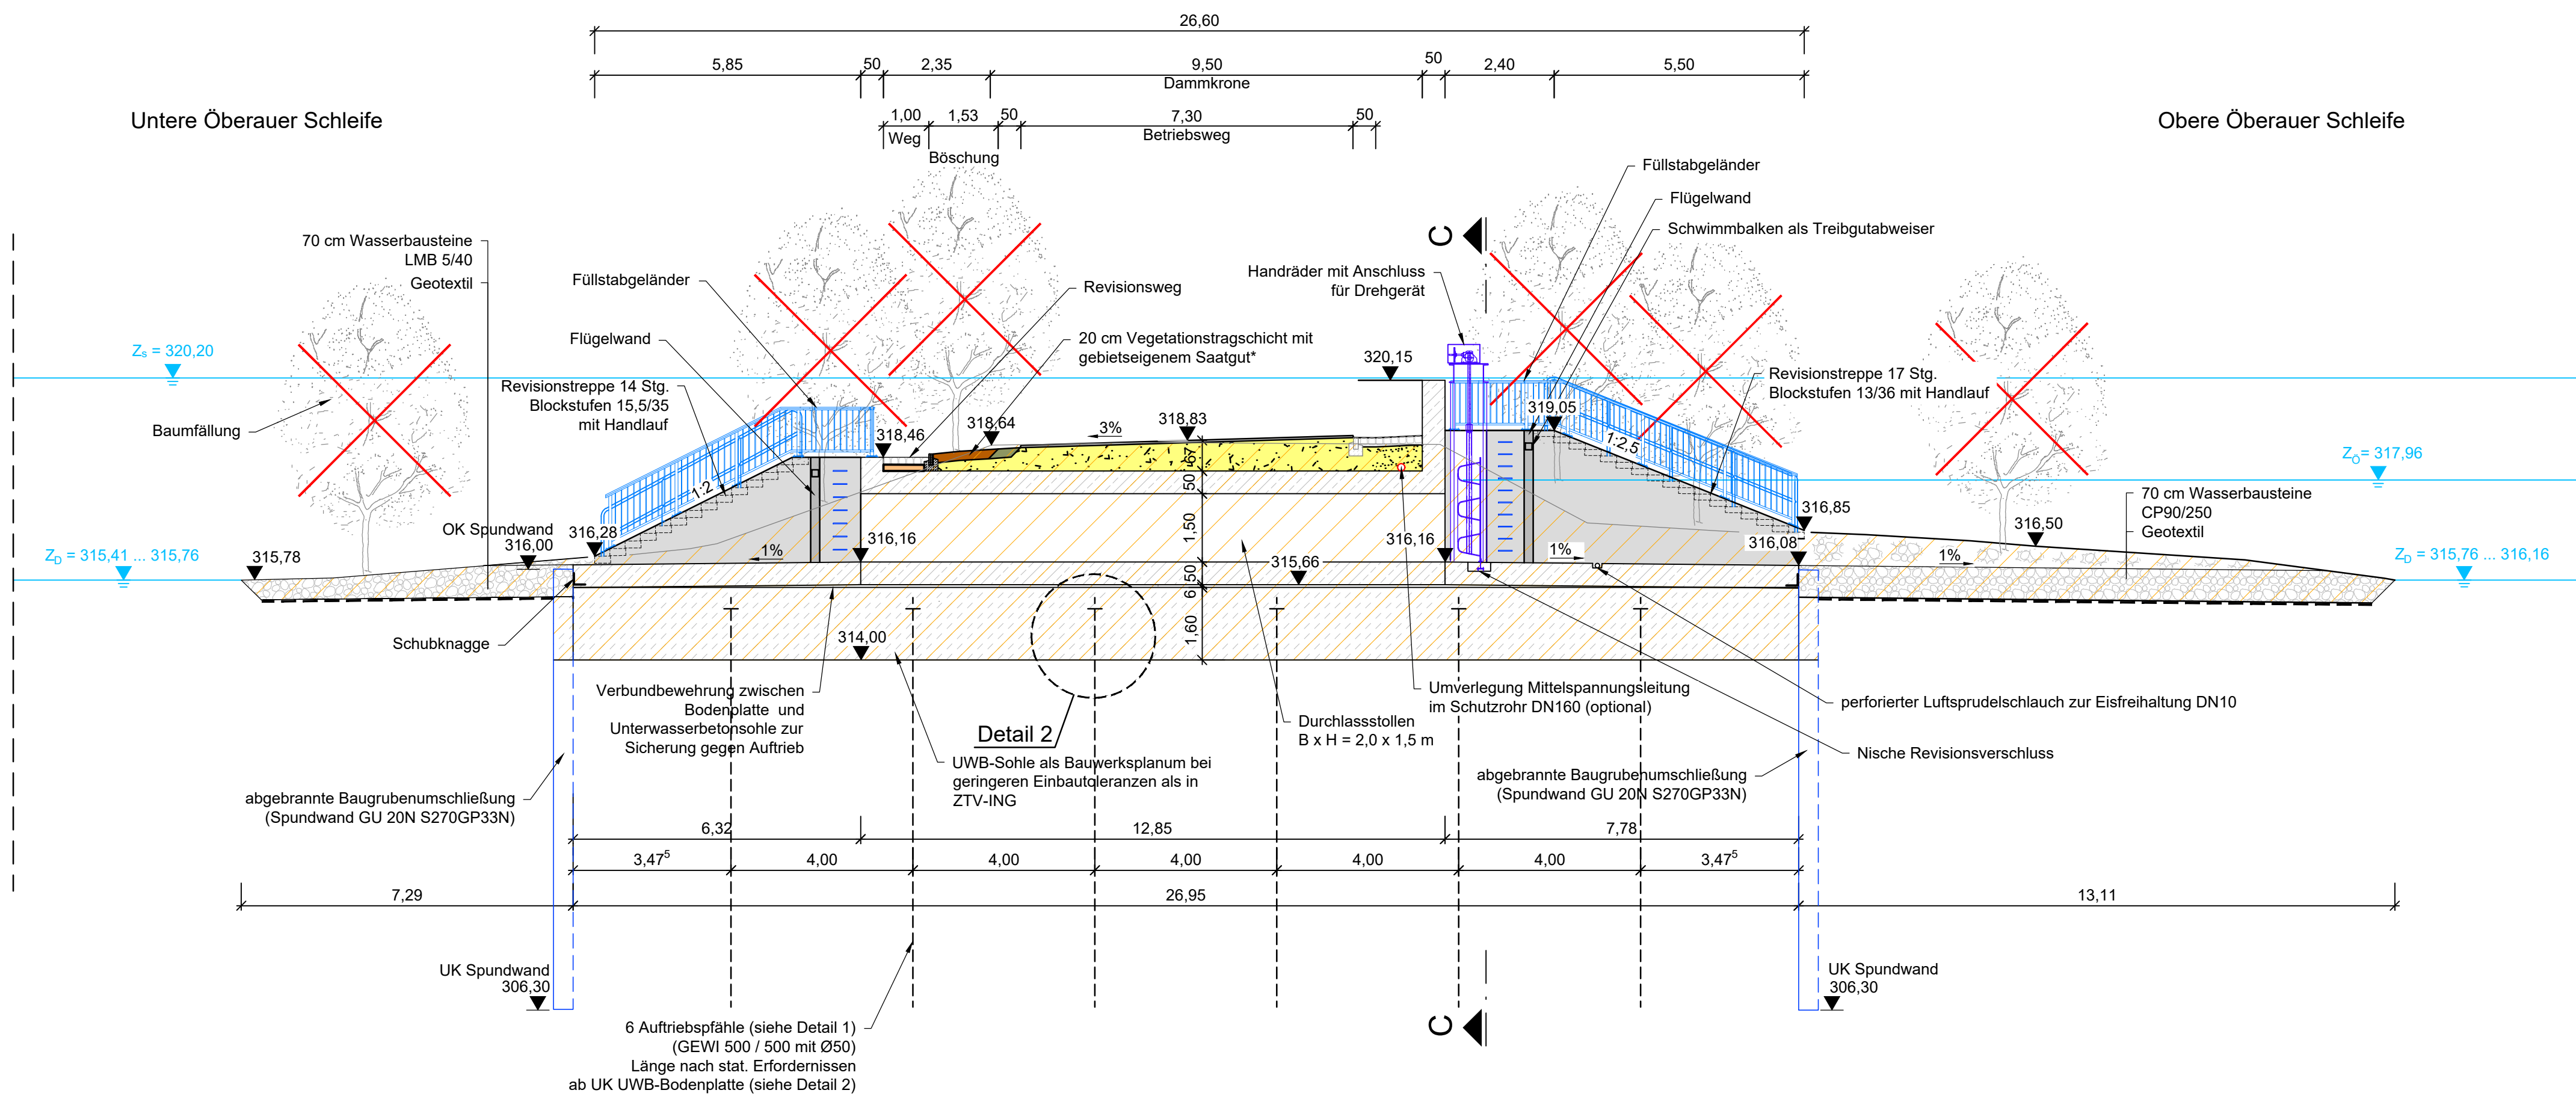 26,60
5,85
50
2,35
9,50
50
2,40
5,50
Dammkrone
Untere Öberauer Schleife
Obere Öberauer Schleife
1,00
1,53
50
7,30
50
Weg
Betriebsweg
Böschung
Füllstabgeländer
Flügelwand
Schwimmbalken als Treibgutabweiser
C
70 cm Wasserbausteine
LMB 5/40
Geotextil
Füllstabgeländer
Revisionsweg
Handräder mit Anschluss
für Drehgerät
Flügelwand
20 cm Vegetationstragschicht mit
gebietseigenem Saatgut*
Zs = 320,20
320,15
Revisionstreppe 14 Stg.
Blockstufen 15,5/35
mit Handlauf
Revisionstreppe 17 Stg.
Blockstufen 13/36 mit Handlauf
Baumfällung
318,46
318,64
3%
318,83
319,05
1:2,5
ZÖ= 317,96
67
50
1:2
70 cm Wasserbausteine
CP90/250
Geotextil
OK Spundwand
316,00
316,28
316,16
1,50
316,16
316,85
316,50
316,08
ZD = 315,41 ... 315,76
315,78
1%
315,66
1%
1%
ZD = 315,76 ... 316,16
50
6
1,60
314,00
Schubknagge
Verbundbewehrung zwischen
Bodenplatte und
Unterwasserbetonsohle zur
Sicherung gegen Auftrieb
Detail 2
Umverlegung Mittelspannungsleitung
im Schutzrohr DN160 (optional)
perforierter Luftsprudelschlauch zur Eisfreihaltung DN10
Durchlassstollen
B x H = 2,0 x 1,5 m
Nische Revisionsverschluss
UWB-Sohle als Bauwerksplanum bei
geringeren Einbautoleranzen als in
ZTV-ING
abgebrannte Baugrubenumschließung
(Spundwand GU 20N S270GP33N)
abgebrannte Baugrubenumschließung
(Spundwand GU 20N S270GP33N)
6,32
12,85
7,78
3,47⁵
4,00
4,00
4,00
4,00
4,00
3,47⁵
7,29
26,95
13,11
UK Spundwand
306,30
UK Spundwand
306,30
C
6 Auftriebspfähle (siehe Detail 1)
(GEWI 500 / 500 mit Ø50)
Länge nach stat. Erfordernissen
ab UK UWB-Bodenplatte (siehe Detail 2)